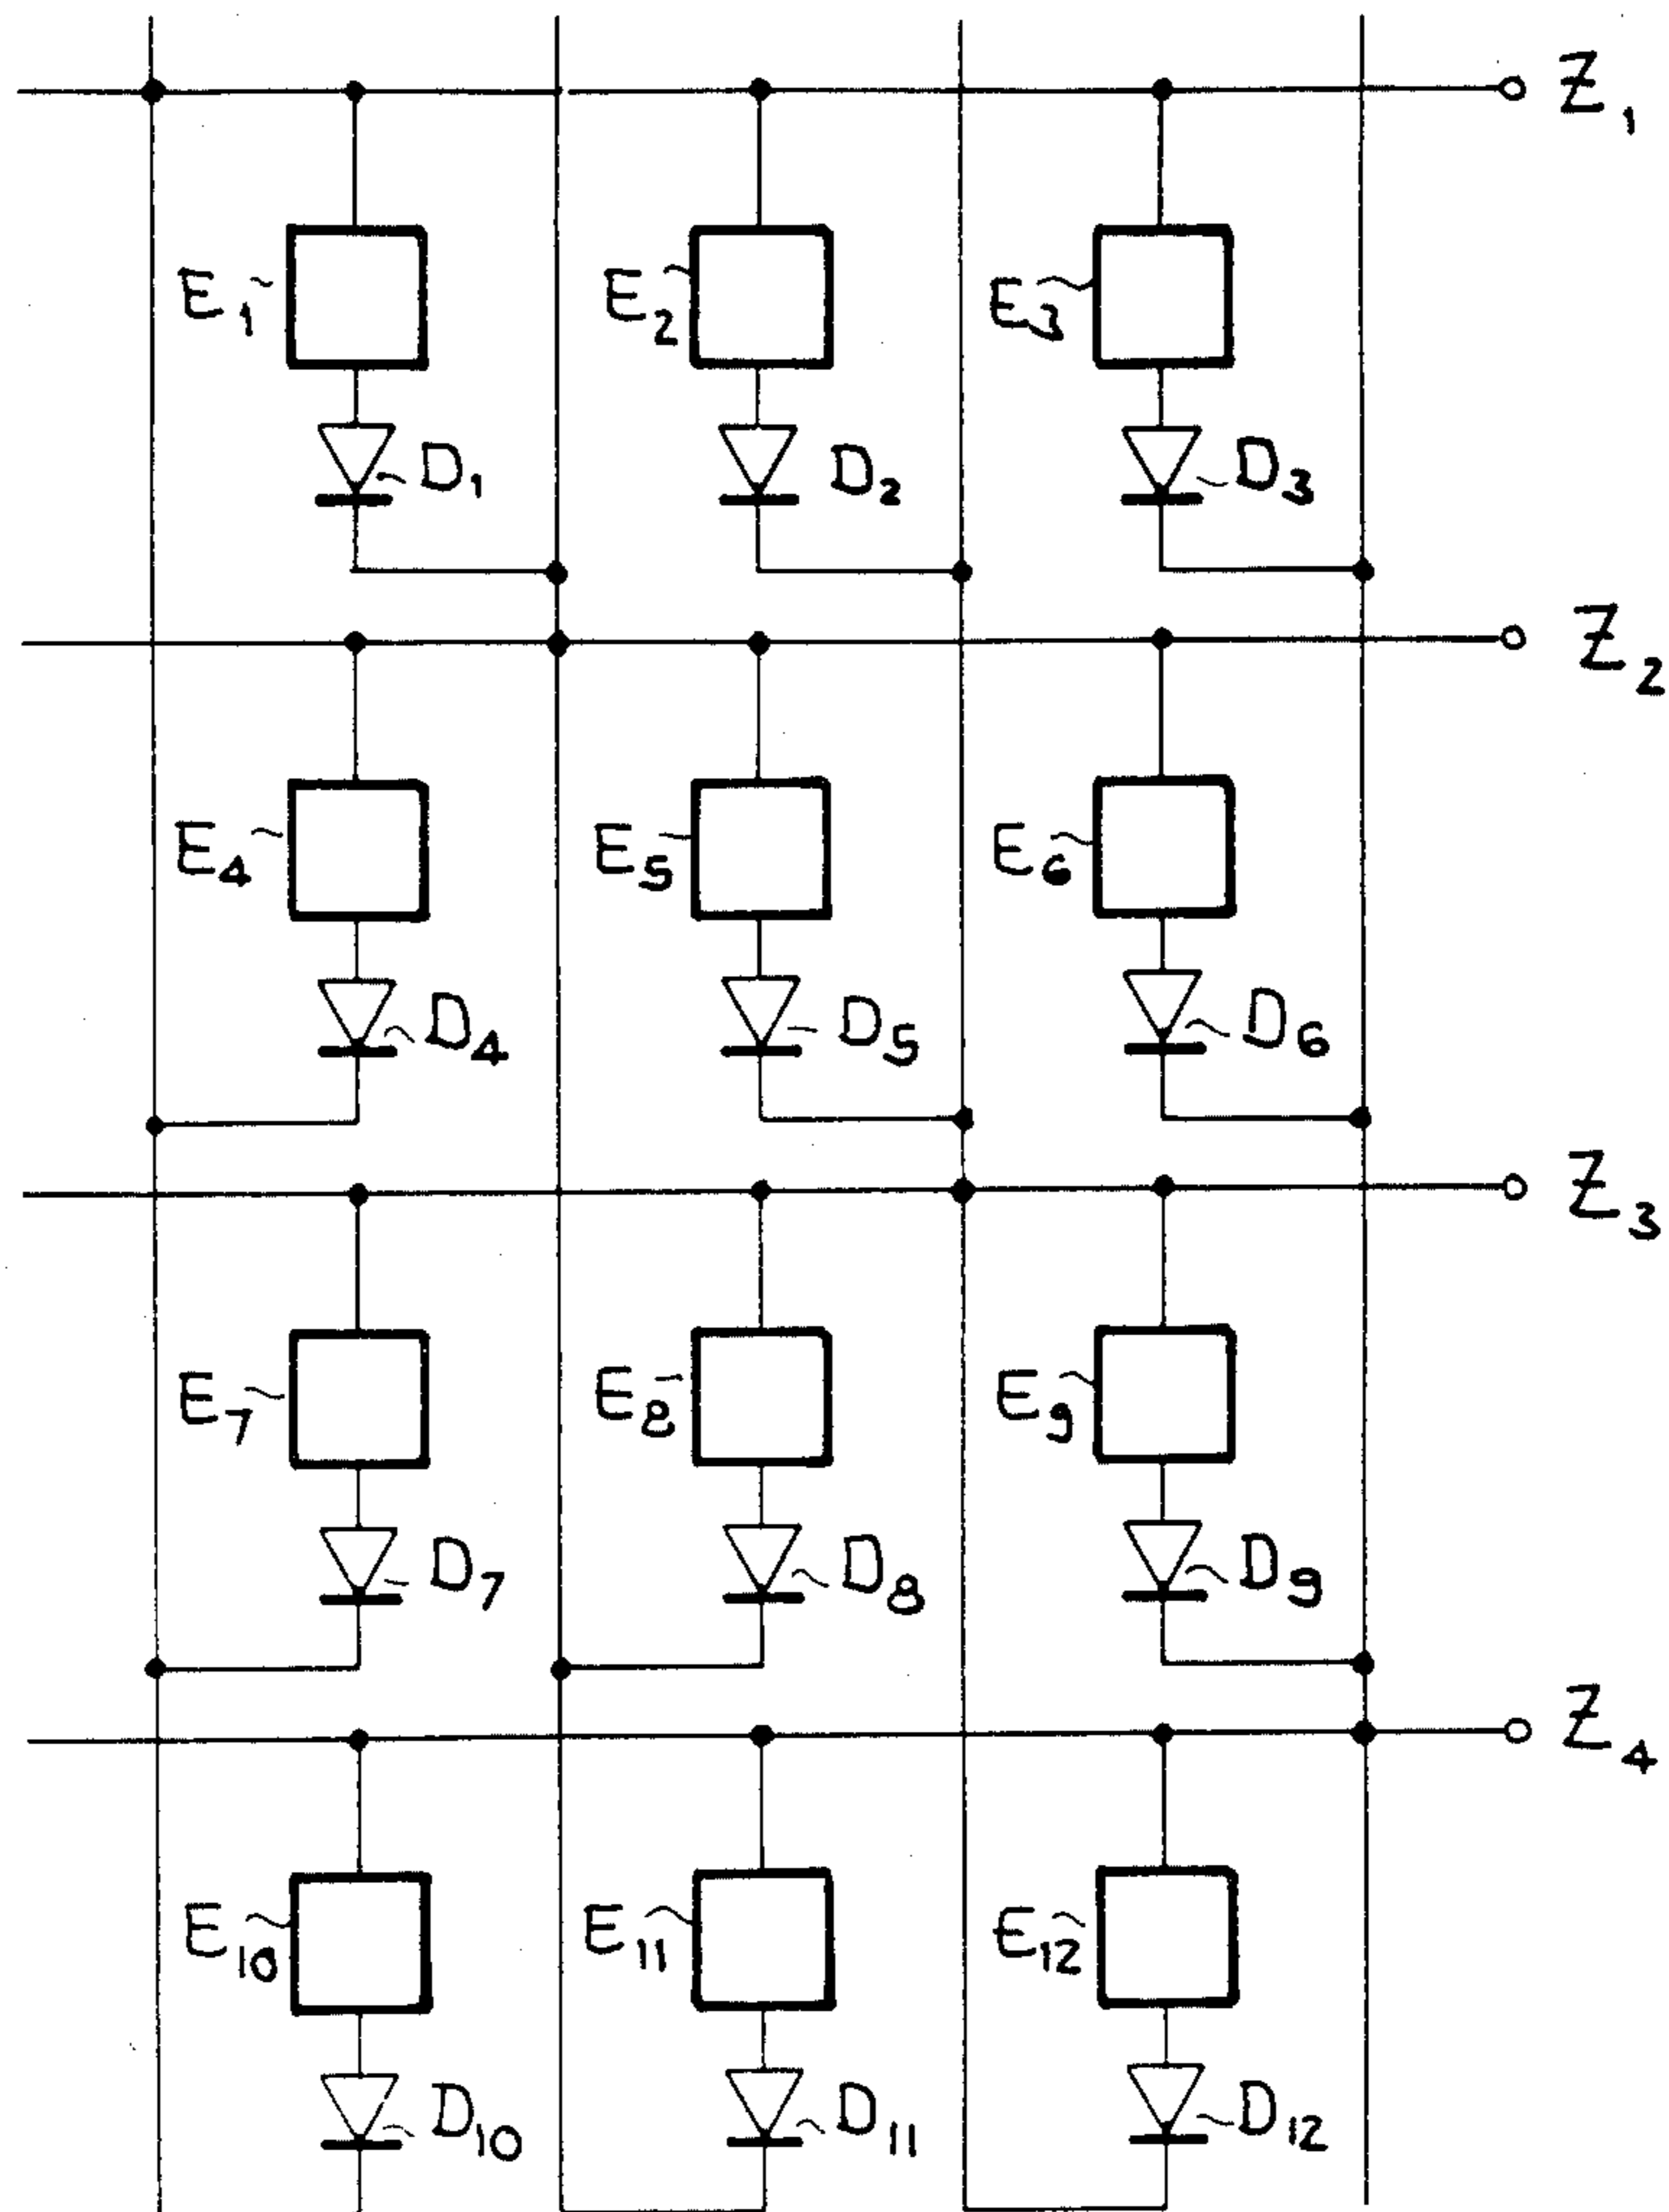 Z1
E1 E2 E3
D1 D2 D3
Z2
E4 E5 E6
D4 D5 D6
Z3
E7 E8 E9
D7 D8 D9
Z4
E10 E11 E12
D10 D11 D12